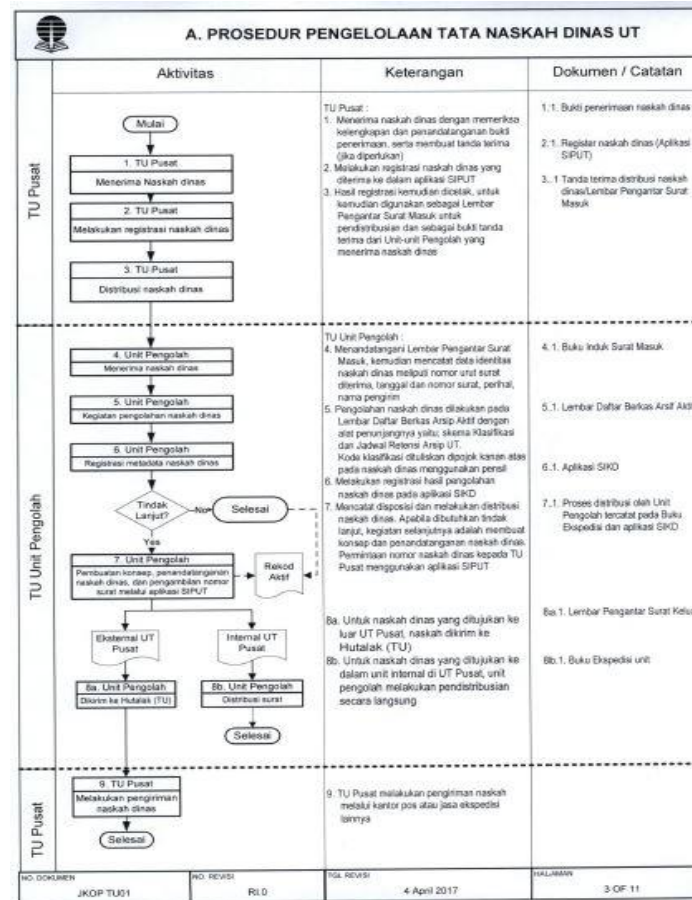 A. PROSEDUR PENGELOLAAN TATA NASKAH DINAS UT
Aktivitas
Keterangan
Dokumen / Catatan
TU Pusat
Mulai
1. TU Pusat
Menerima Naskah dinas
2. TU Pusat
Melakukan registrasi naskah dinas
3. TU Pusat
Distribusi naskah dinas
TU Pusat :
1. Menerima naskah dinas dengan memeriksa
kelengkapan dan penandatanganan bukti
penerimaan, serta membuat tanda terima
(jika diperlukan)
2. Melakukan registrasi naskah dinas yang
diterima ke dalam aplikasi SIPUT
3. Hasil registrasi kemudian dicetak, untuk
kemudian digunakan sebagai Lembar
Pengantar Surat Masuk untuk
pendistribusian dan sebagai bukti tanda
terima dari Unit-unit Pengolah yang
menerima naskah dinas
1.1. Bukti penerimaan naskah dinas
2.1. Register naskah dinas (Aplikasi
SIPUT)
3..1 Tanda terima distribusi naskah
dinas/Lembar Pengantar Surat
Masuk
TU Unit Pengolah
4. Unit Pengolah
Menerima naskah dinas
5. Unit Pengolah
Kegiatan pengolahan naskah dinas
6. Unit Pengolah
Registrasi metadata naskah dinas
Tindak
Lanjut?
No
Selesai
Yes
7. Unit Pengolah
Pembuatan konsep, penandatanganan
naskah dinas, dan pengambilan nomor
surat melalui aplikasi SIPUT
Rekod
Aktif
Eksternal UT
Pusat
Internal UT
Pusat
8a. Unit Pengolah
Dikirim ke Hutalak (TU)
8b. Unit Pengolah
Distribusi surat
Selesai
TU Unit Pengolah :
4. Menandatangani Lembar Pengantar Surat
Masuk, kemudian mencatat data identitas
naskah dinas meliputi nomor urut surat
diterima, tanggal dan nomor surat, perihal,
nama pengirim
5. Pengolahan naskah dinas dilakukan pada
Lembar Daftar Berkas Arsip Aktif dengan
alat penunjangnya yaitu; skema Klasifikasi
dan Jadwal Retensi Arsip UT.
Kode klasifikasi dituliskan dipojok kanan atas
pada naskah dinas menggunakan pensil
6. Melakukan registrasi hasil pengolahan
naskah dinas pada aplikasi SIKD
7. Mencatat disposisi dan melakukan distribusi
naskah dinas. Apabila dibutuhkan tindak
lanjut, kegiatan selanjutnya adalah membuat
konsep dan penandatanganan naskah dinas.
Permintaan nomor naskah dinas kepada TU
Pusat menggunakan aplikasi SIPUT
8a. Untuk naskah dinas yang ditujukan ke
luar UT Pusat, naskah dikirim ke
Hutalak (TU)
8b. Untuk naskah dinas yang ditujukan ke
dalam unit internal di UT Pusat, unit
pengolah melakukan pendistribusian
secara langsung
4.1. Buku Induk Surat Masuk
5..1. Lembar Daftar Berkas Arsif Akti
6.1. Aplikasi SIKD
7..1. Proses distribusi oleh Unit
Pengolah tercatat pada Buku
Ekspedisi dan aplikasi SIKD
8a.1. Lembar Pengantar Surat Kelu
8b.1. Buku Ekspedisi unit
TU Pusat
9. TU Pusat
Melakukan pengiriman
naskah dinas
Selesai
9. TU Pusat melakukan pengiriman naskah
melalui kantor pos atau jasa ekspedisi
lainnya
NO. DOKUMEN
JKOP TU01
NO. REVISI
RI.0
TGL REVISI
4 April 2017
HALAMAN
3 OF 11